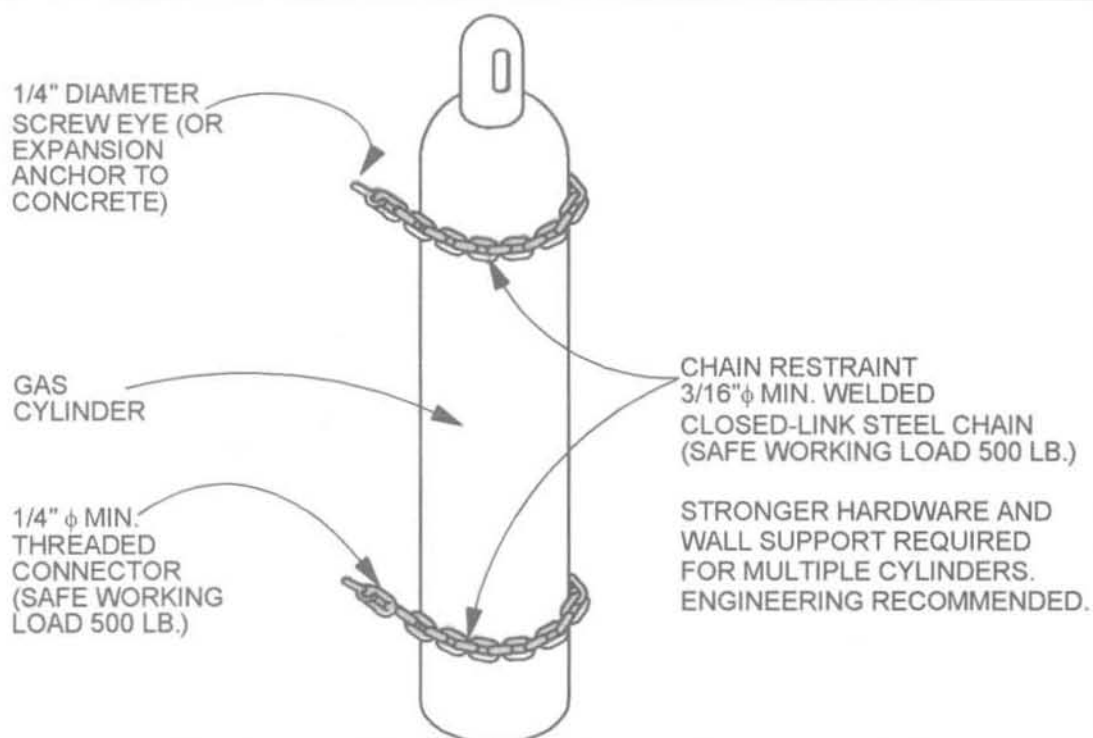 1/4" DIAMETER
SCREW EYE (OR
EXPANSION
ANCHOR TO
CONCRETE)
GAS
CYLINDER
1/4" ϕ MIN.
THREADED
CONNECTOR
(SAFE WORKING
LOAD 500 LB.)
CHAIN RESTRAINT
3/16"ϕ MIN. WELDED
CLOSED-LINK STEEL CHAIN
(SAFE WORKING LOAD 500 LB.)
STRONGER HARDWARE AND
WALL SUPPORT REQUIRED
FOR MULTIPLE CYLINDERS.
ENGINEERING RECOMMENDED.